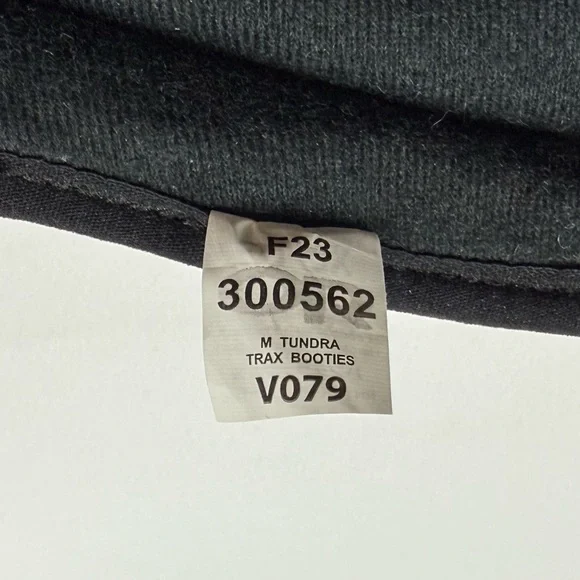 F23
300562
M TUNDRA
TRAX BOOTIES
V079